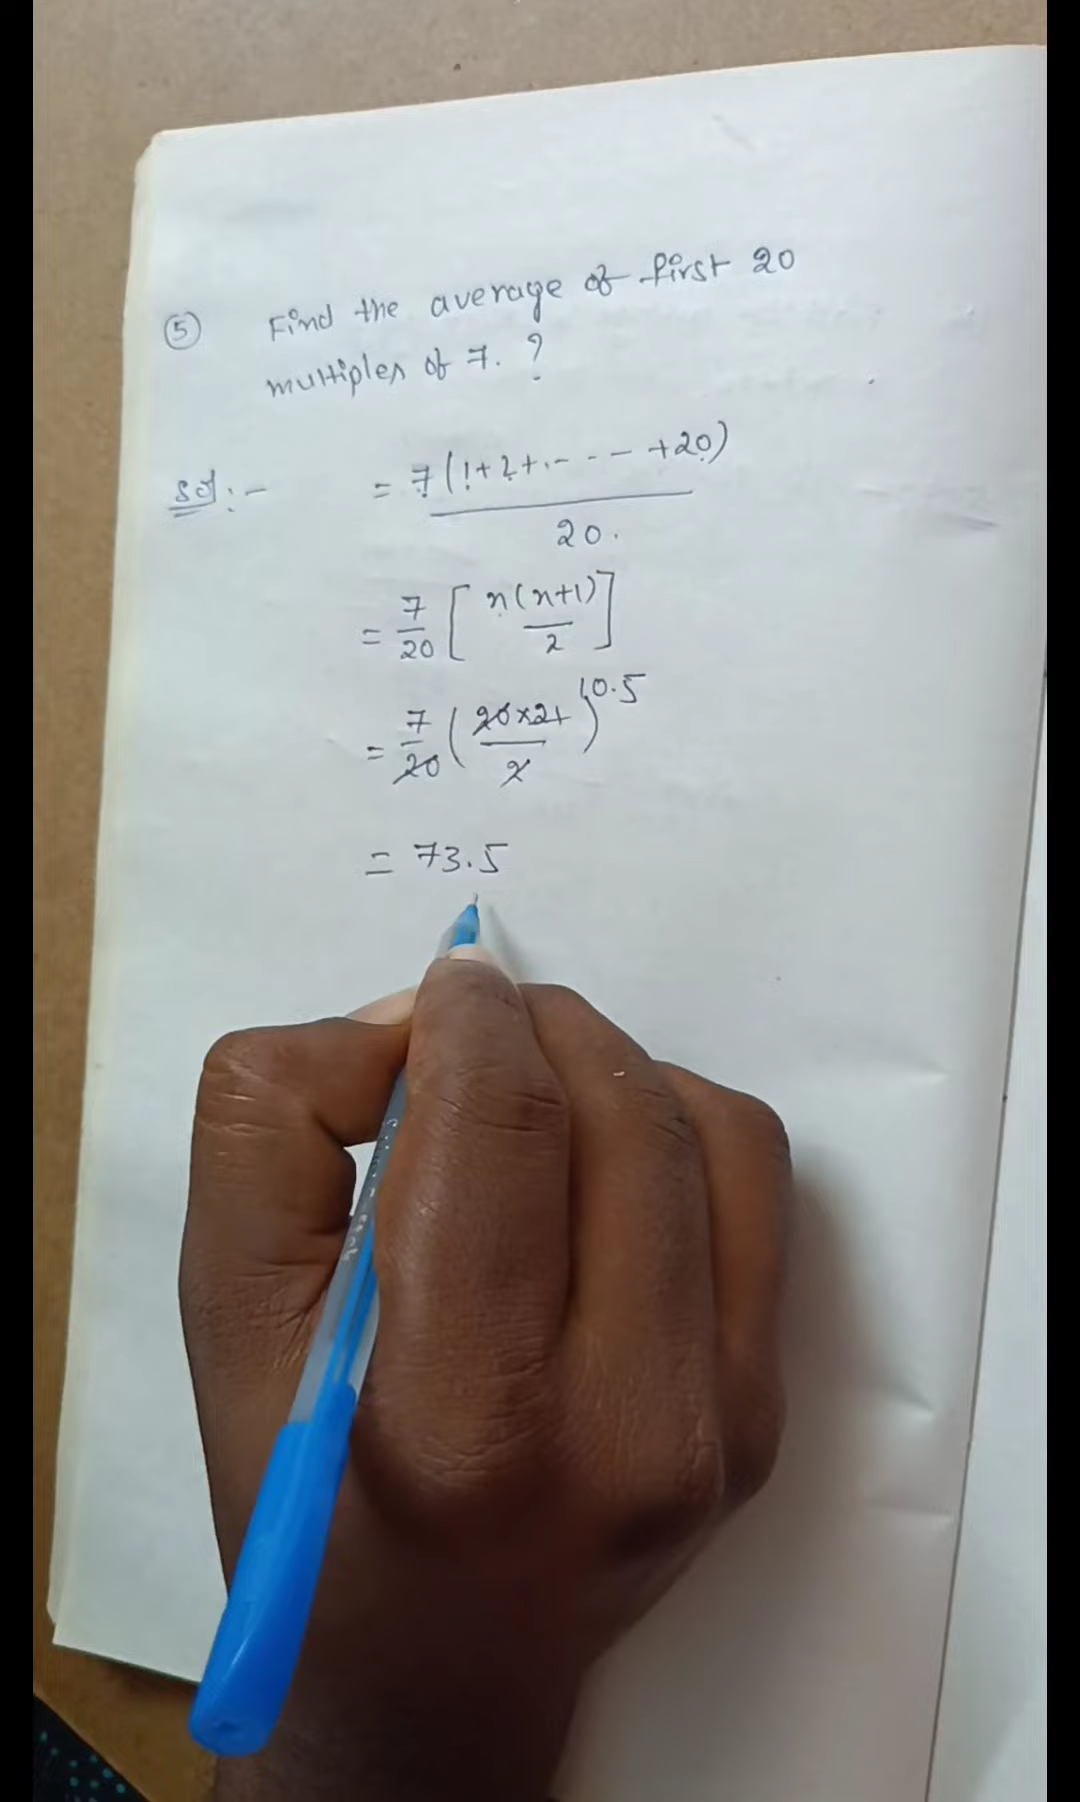 ⑤ Find the average of first 20
multiples of 7. ?
Sol:- = 7(1+2+.---+20)
20.
= 7/20 [n(n+1)/2]
= 7/20 (20×21/2) 10.5
= 73.5